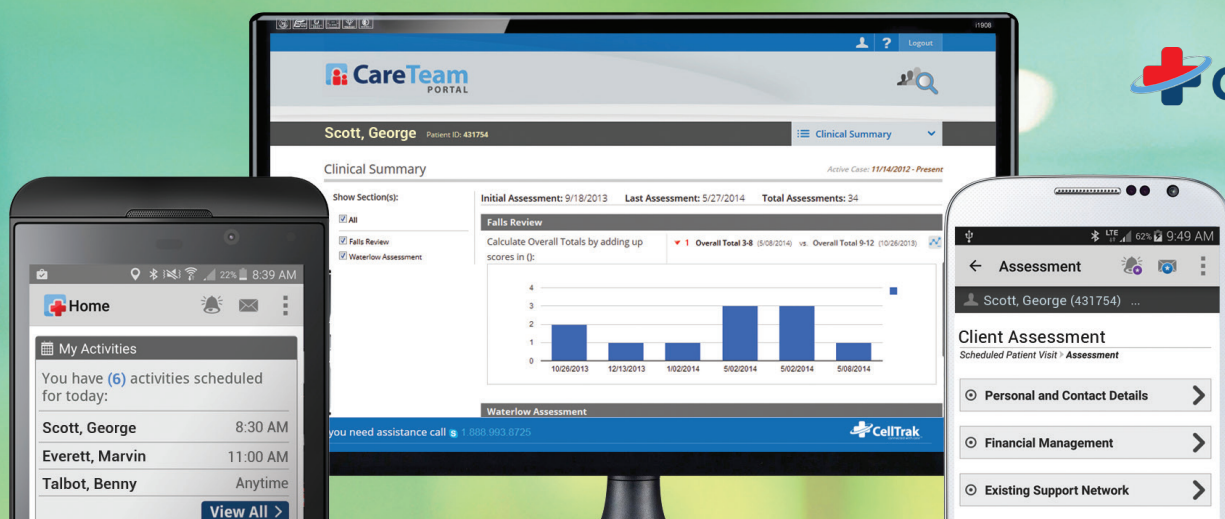 i1908
Logout
CareTeam
PORTAL
Scott, George Patient ID: 431754
Clinical Summary
Clinical Summary
Active Case: 11/14/2012 - Present
Show Section(s):
All
Falls Review
Waterlow Assessment
Initial Assessment: 9/18/2013 Last Assessment: 5/27/2014 Total Assessments: 34
Falls Review
Calculate Overall Totals by adding up
scores in ():
1 Overall Total 3-8 (5/08/2014) vs. Overall Total 9-12 (10/26/2013)
4
3
2
1
0
10/26/2013 12/13/2013 1/02/2014 5/02/2014 5/02/2014 5/08/2014
Waterlow Assessment
you need assistance call 1.888.993.8725
CellTrak
22% 8:39 AM
Home
My Activities
You have (6) activities scheduled
for today:
Scott, George 8:30 AM
Everett, Marvin 11:00 AM
Talbot, Benny Anytime
View All >
LTE 62% 9:49 AM
Assessment
Scott, George (431754) ...
Client Assessment
Scheduled Patient Visit > Assessment
Personal and Contact Details
Financial Management
Existing Support Network